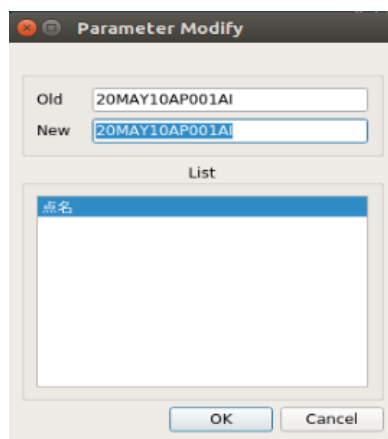 Parameter Modify
Old 20MAY10AP001AI
New 20MAY10AP001AI
List
点名
OK Cancel